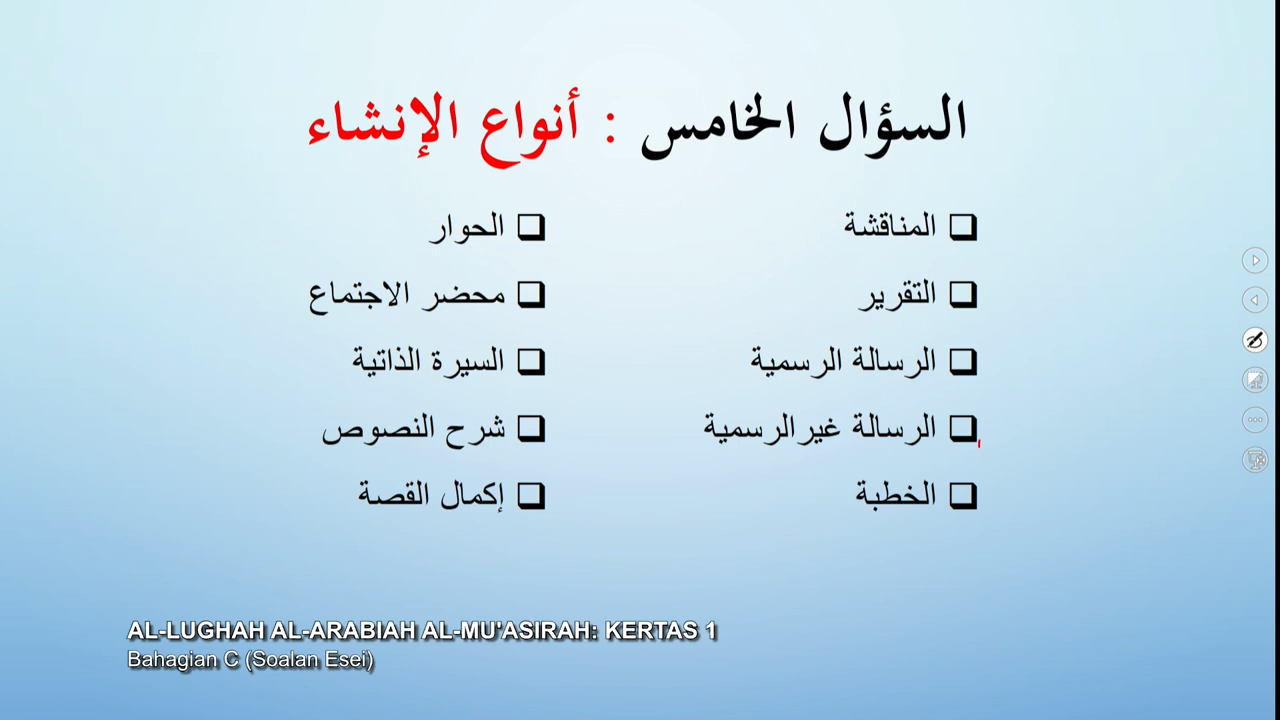 السؤال الخامس : أنواع الإنشاء
المناقشة
التقرير
الرسالة الرسمية
الرسالة غيرالرسمية
الخطبة
الحوار
محضر الاجتماع
السيرة الذاتية
شرح النصوص
إكمال القصة
AL-LUGHAH AL-ARABIAH AL-MU'ASIRAH: KERTAS 1
Bahagian C (Soalan Esei)